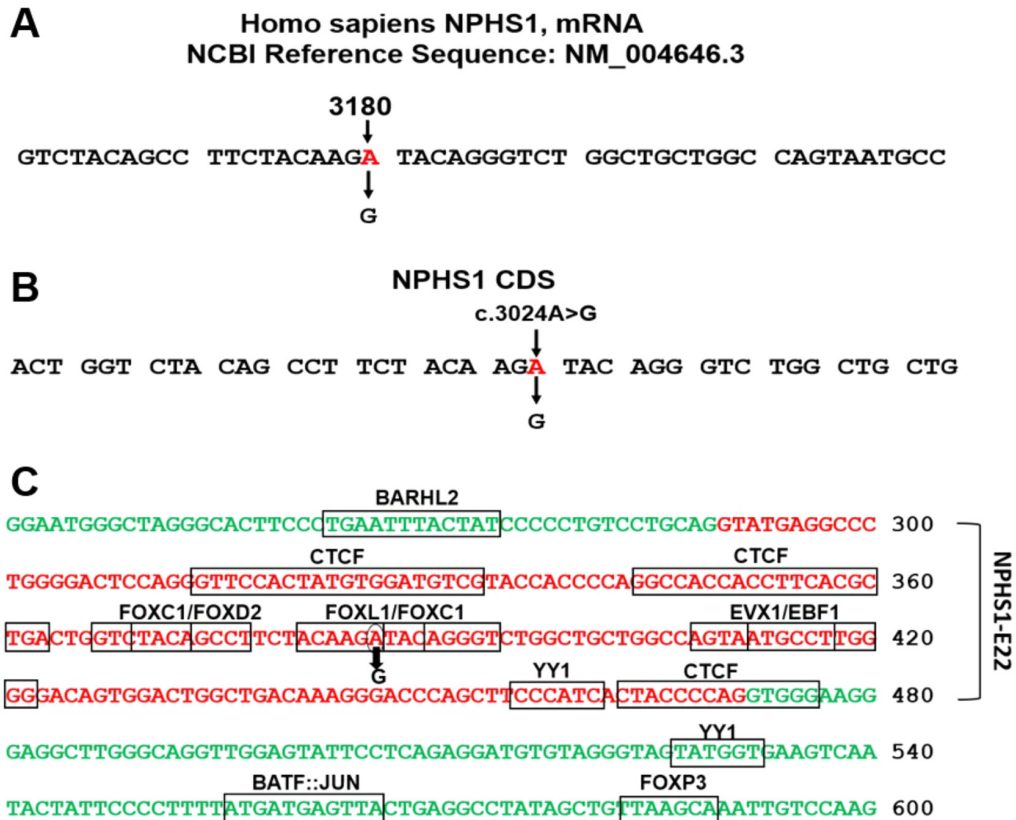 A
Homo sapiens NPHS1, mRNA
NCBI Reference Sequence: NM_004646.3
3180
GTCTACAGCC TTCTACAAGA TACAGGGTCT GGCTGCTGGC CAGTAATGCC
G
B
NPHS1 CDS
c.3024A>G
ACT GGT CTA CAG CCT TCT ACA AGA TAC AGG GTC TGG CTG CTG
G
C
BARHL2
GGAATGGGCTAGGGCACTTCCCCTGAATTTACTATCCCCCCTGTCCTGCAGGTATGAGGCCC 300
CTCF CTCF
TGGGGACTCCAGGGTTCCACTATGTGGATGTCGTACCACCCCAGGCCACCACCTTCACGC 360
FOXC1/FOXD2 FOXL1/FOXC1 EVX1/EBF1
TGACTGGTCTACAGCCTTCTACAAGATACAGGGTCTGGCTGCTGGCCAGTAATGCCTTGG 420
G
YY1 CTCF
GGGACAGTGGACTGGCTGACAAAGGGACCCAGCTTCCCATCACTACCCCAGGTGGGAAGG 480
YY1
GAGGCTTGGGCAGGTTGGAGTATTCCTCAGAGGATGTGTAGGGTAGTATGGTGAAGTCAA 540
BATF::JUN FOXP3
TACTATTCCCCTTTTATGATGAGTTACTGAGGCCTATAGCTGTTAAGCAAATTGTCCAAG 600
NPHS1-E22